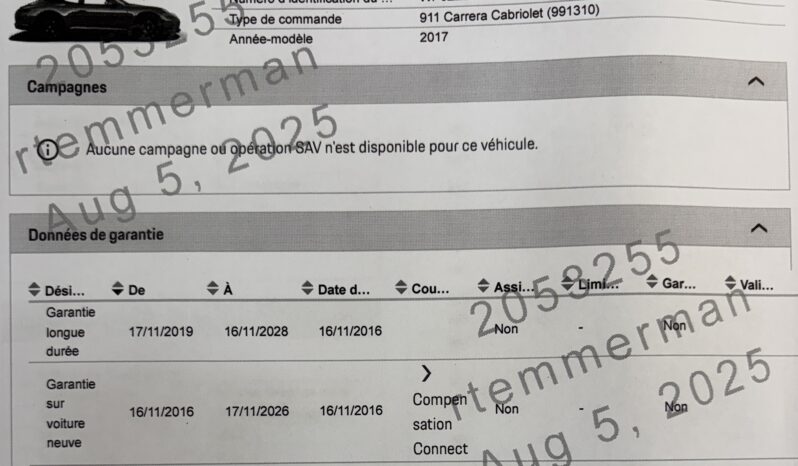 Type de commande 911 Carrera Cabriolet (991310)
Année-modèle 2017
2053255
Campagnes
rtemmerman
Aucune campagne ou opération SAV n'est disponible pour ce véhicule.
Aug 5, 2025
Données de garantie
Dési... De À Date d... Cou... Assi... Limi... Gar... Vali...
2053255
Garantie
longue 17/11/2019 16/11/2028 16/11/2016 Non - Non
durée
rtemmerman
Garantie
sur
voiture
neuve
16/11/2016 17/11/2026 16/11/2016
Compen
sation
Connect
Non - Non
Aug 5, 2025